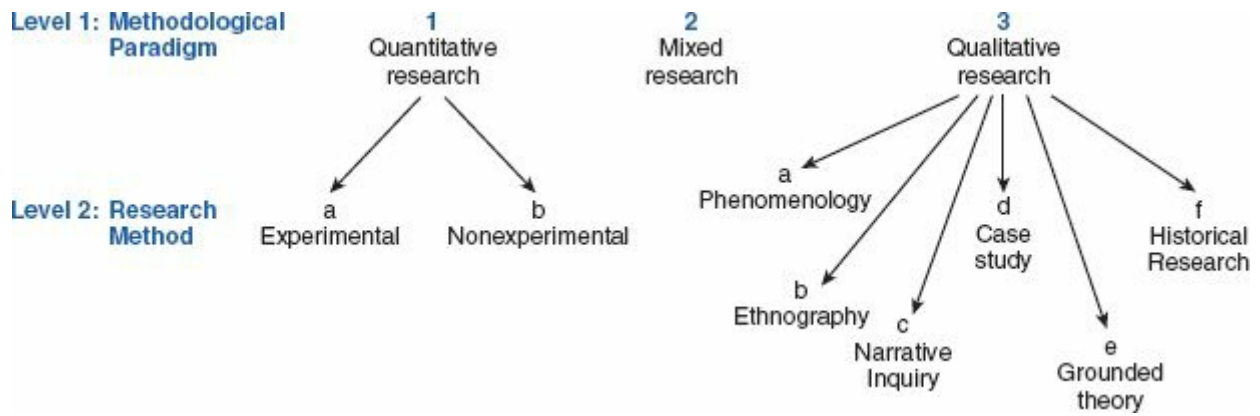 Level 1: Methodological
Paradigm
1
Quantitative
research
2
Mixed
research
3
Qualitative
research
Level 2: Research
Method
a
Experimental
b
Nonexperimental
a
Phenomenology
b
Ethnography
c
Narrative
Inquiry
d
Case
study
e
Grounded
theory
f
Historical
Research